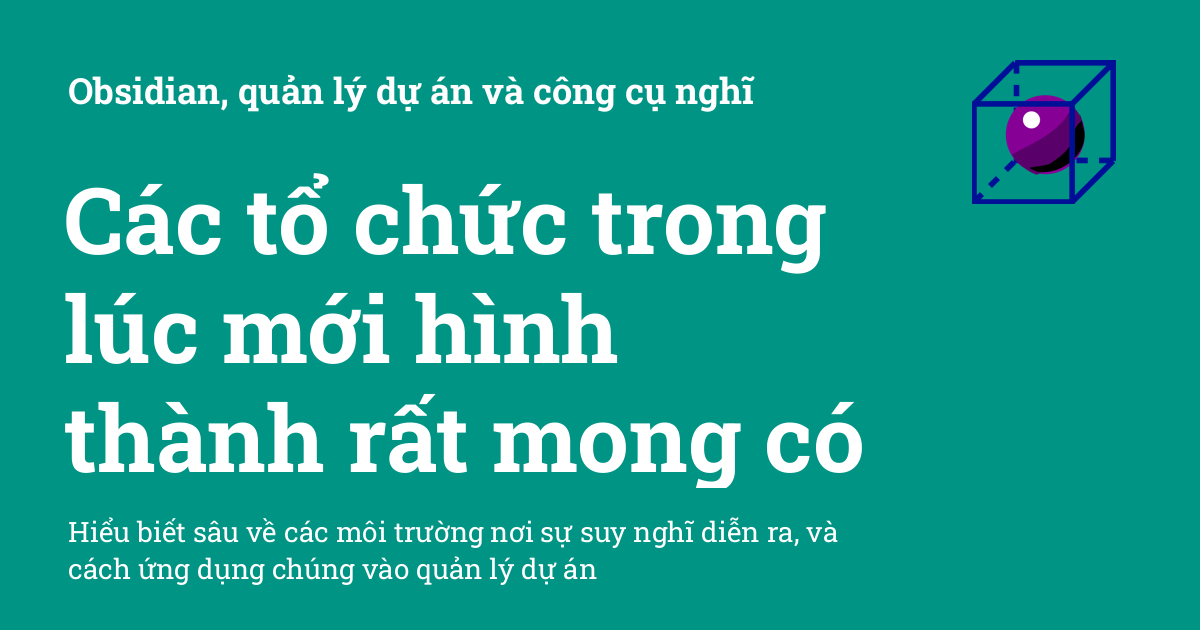 Obsidian, quản lý dự án và công cụ nghĩ
Các tổ chức trong
lúc mới hình
thành rất mong có
Hiểu biết sâu về các môi trường nơi sự suy nghĩ diễn ra, và
cách ứng dụng chúng vào quản lý dự án